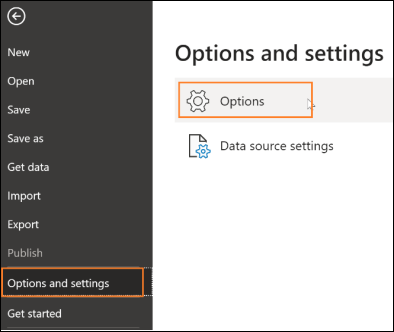 New
Open
Save
Save as
Get data
Import
Export
Publish
Options and settings
Get started
Options and settings
Options
Data source settings